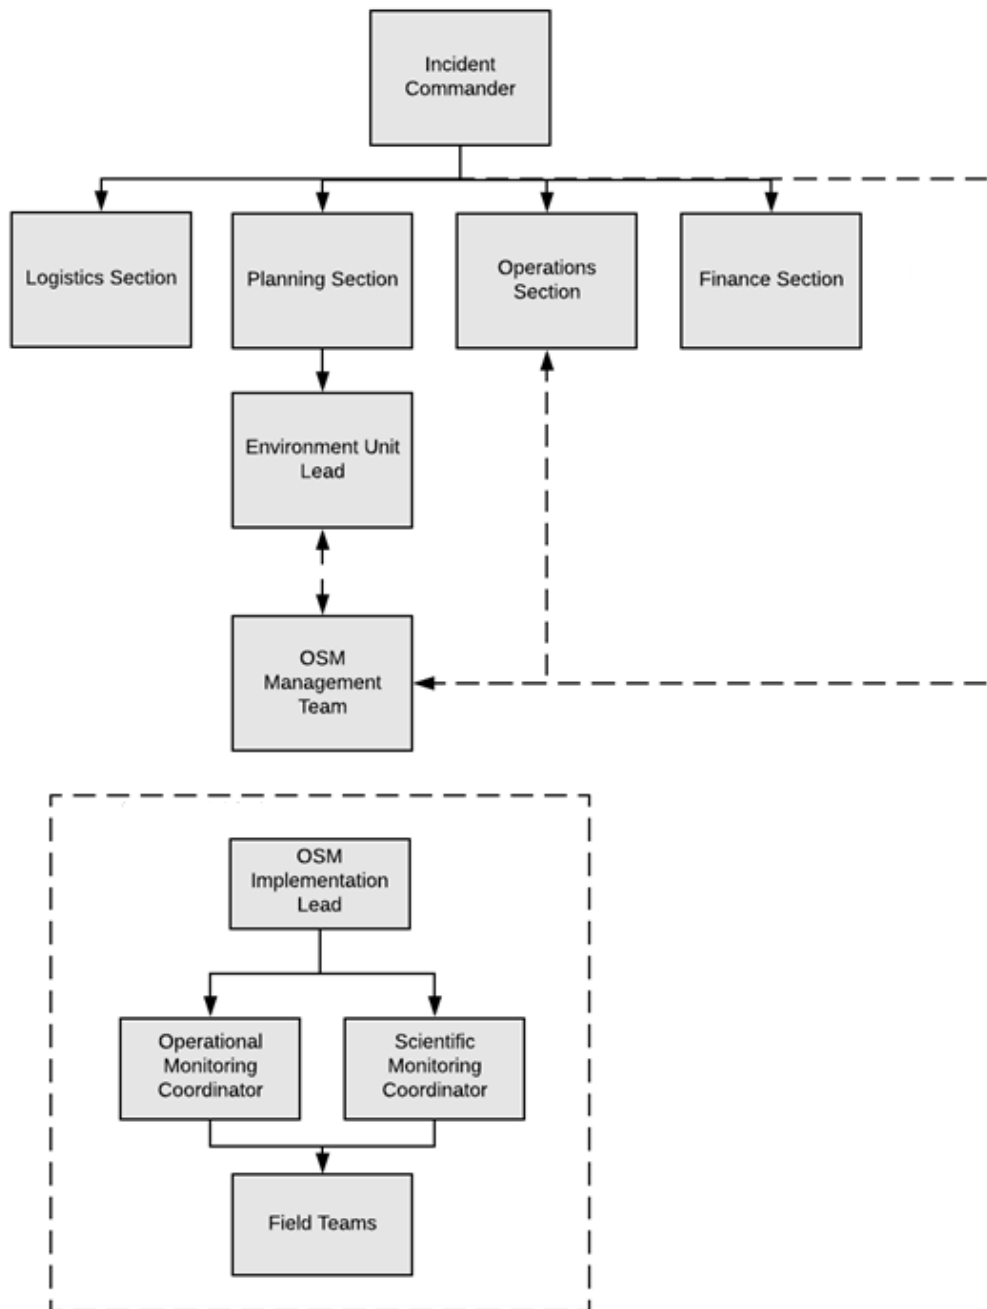 Incident
Commander
Logistics Section
Planning Section
Operations
Section
Finance Section
Environment Unit
Lead
OSM
Management
Team
OSM
Implementation
Lead
Operational
Monitoring
Coordinator
Scientific
Monitoring
Coordinator
Field Teams